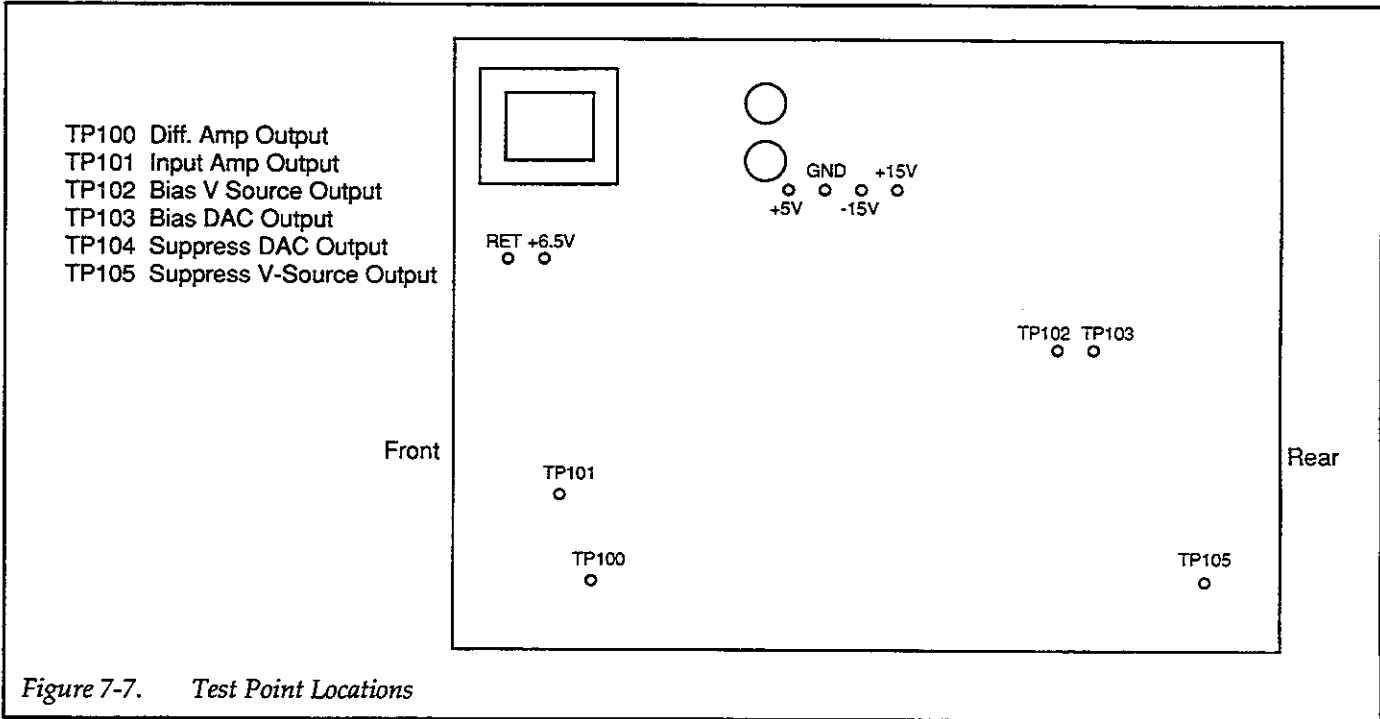 TP100 Diff. Amp Output
TP101 Input Amp Output
TP102 Bias V Source Output
TP103 Bias DAC Output
TP104 Suppress DAC Output
TP105 Suppress V-Source Output
GND +15V
+5V -15V
RET +6.5V
TP102 TP103
Front
Rear
TP101
TP100
TP105
Figure 7-7. Test Point Locations